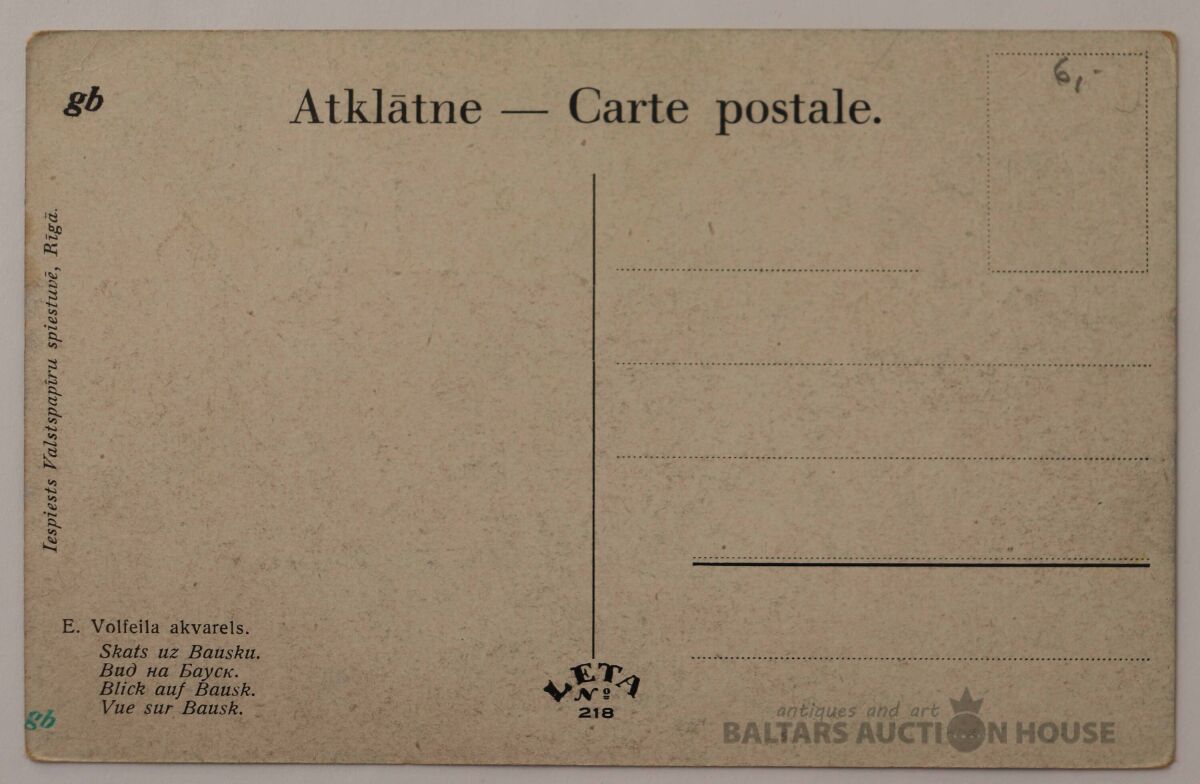 gb
Atklātne — Carte postale.
6,-
Iespiests Valstspapīru spiestuvē, Rīgā.
E. Volfeila akvarels.
Skats uz Bausku.
Вид на Бауск.
Blick auf Bausk.
Vue sur Bausk.
gb
LETA
No
218
antiques and art
BALTARS AUCTION HOUSE